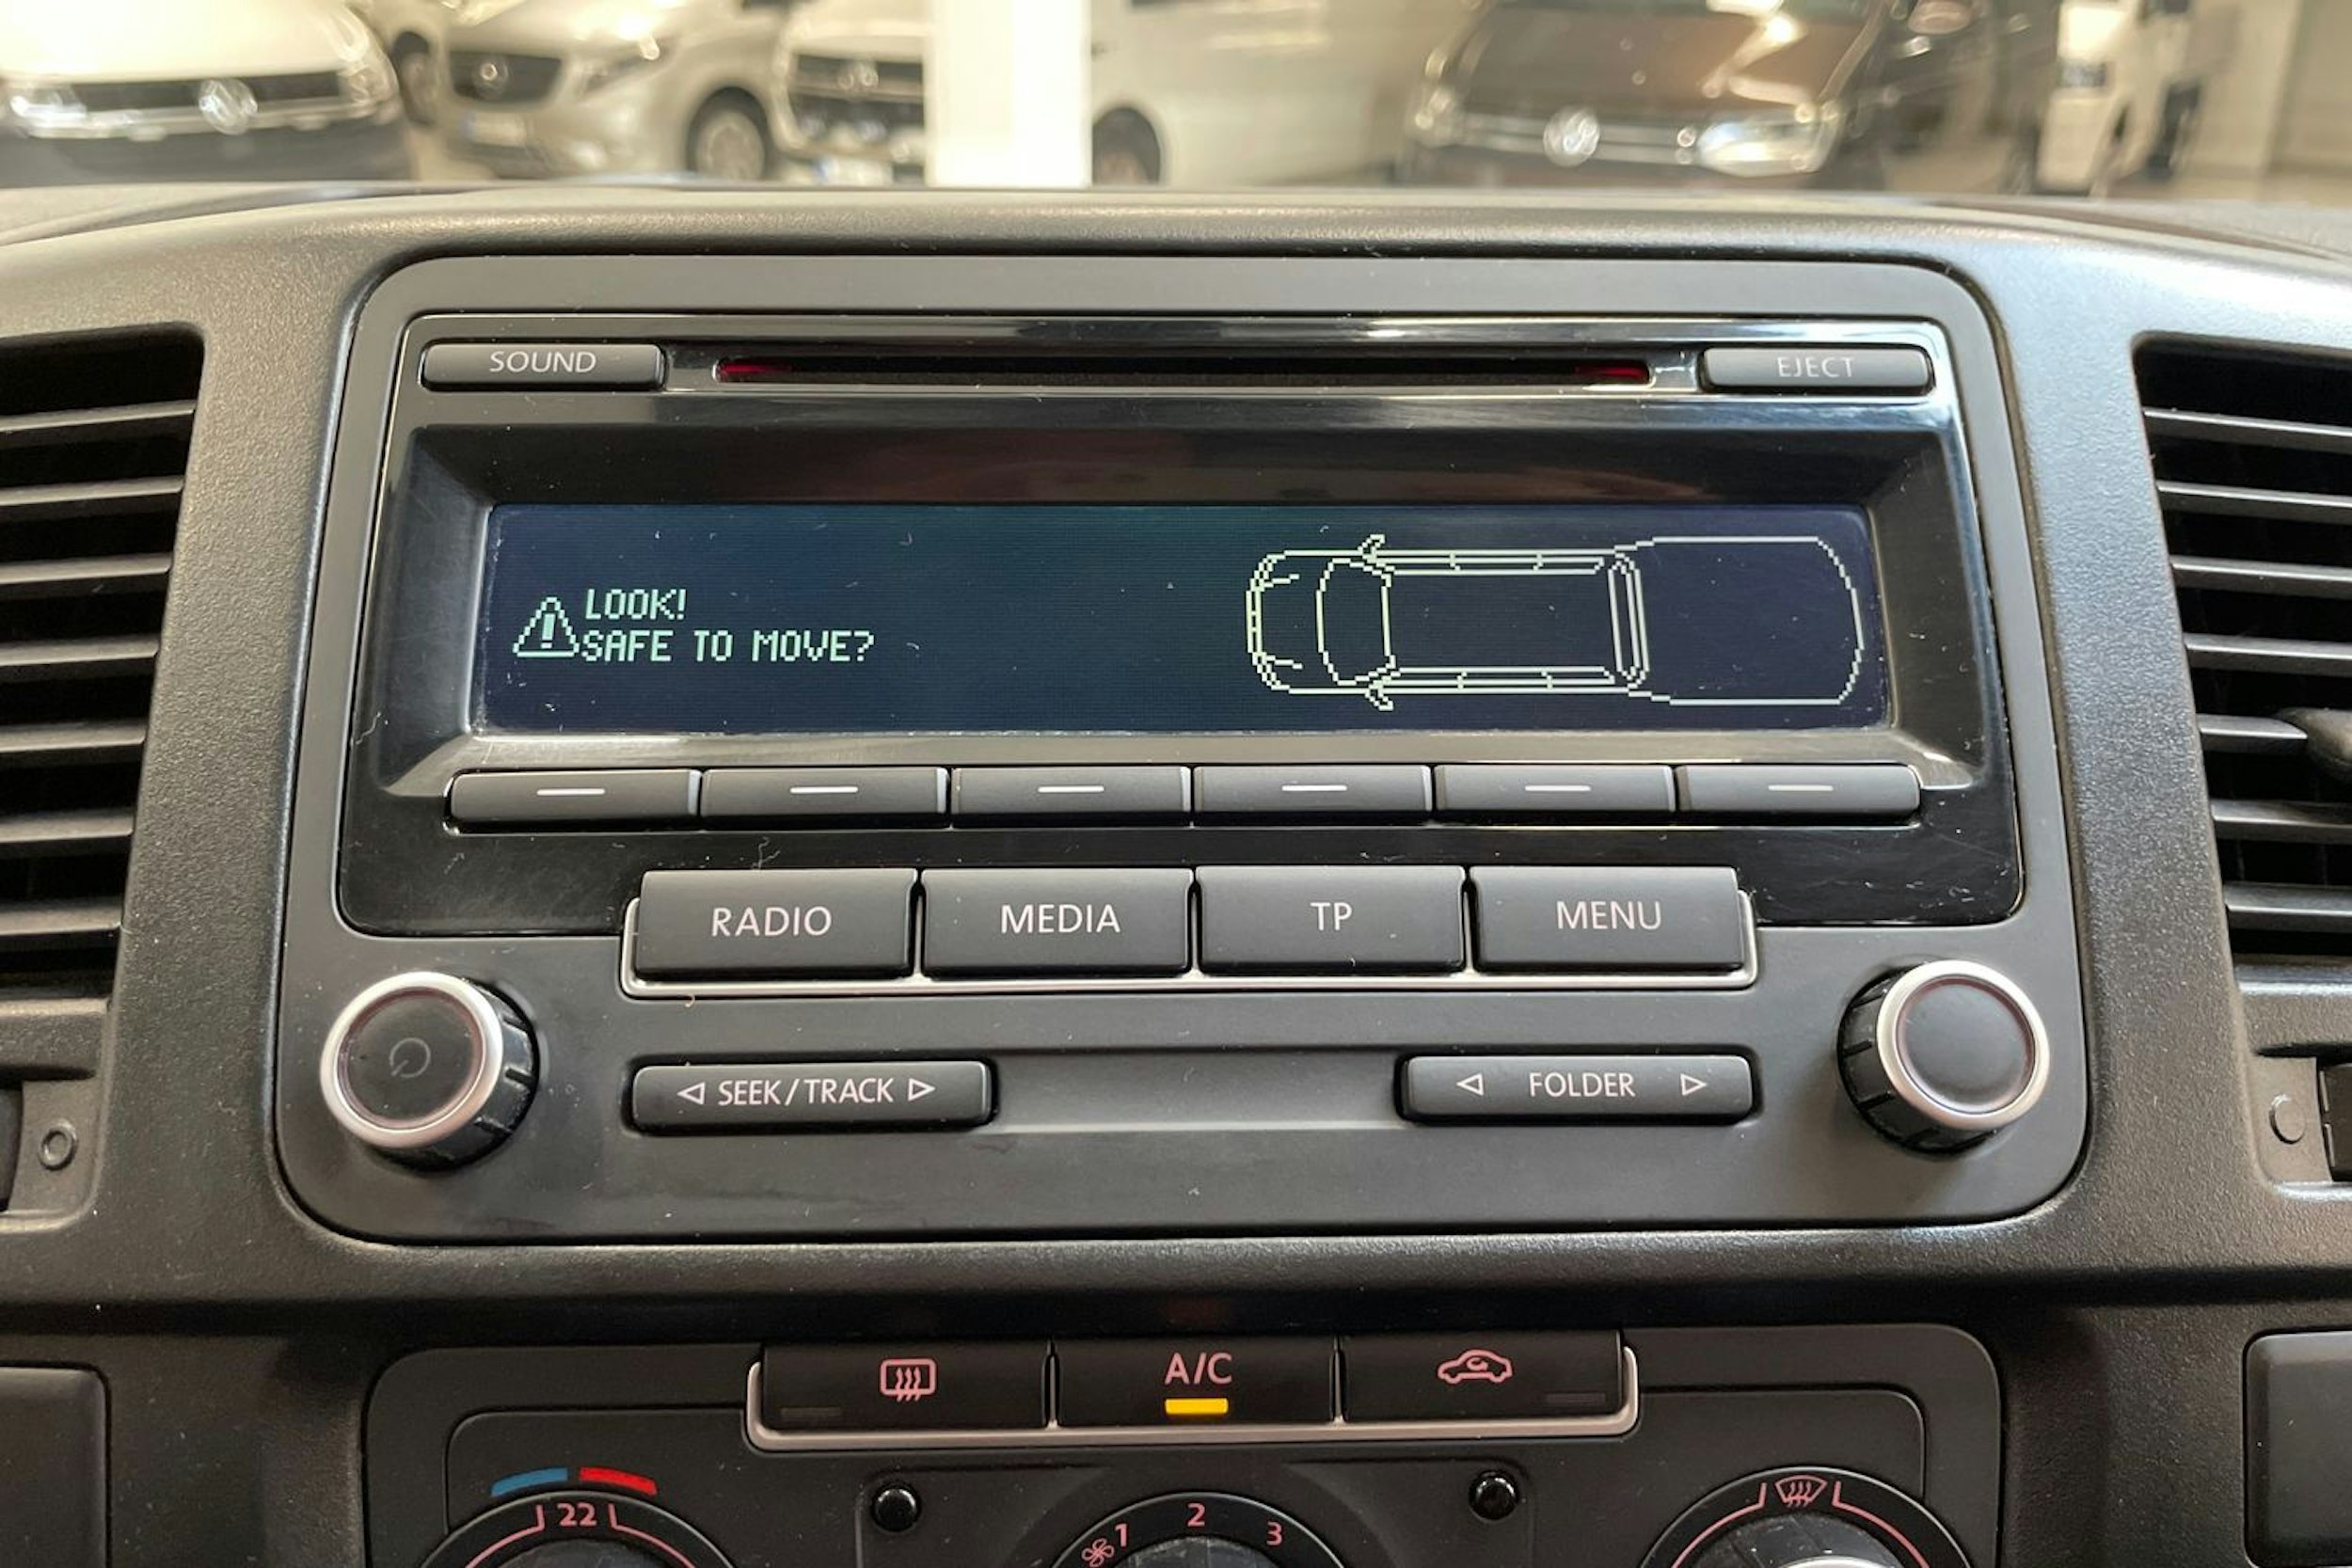 SOUND
EJECT
LOOK!
SAFE TO MOVE?
RADIO
MEDIA
TP
MENU
SEEK/TRACK
FOLDER
A/C
22
1
2
3